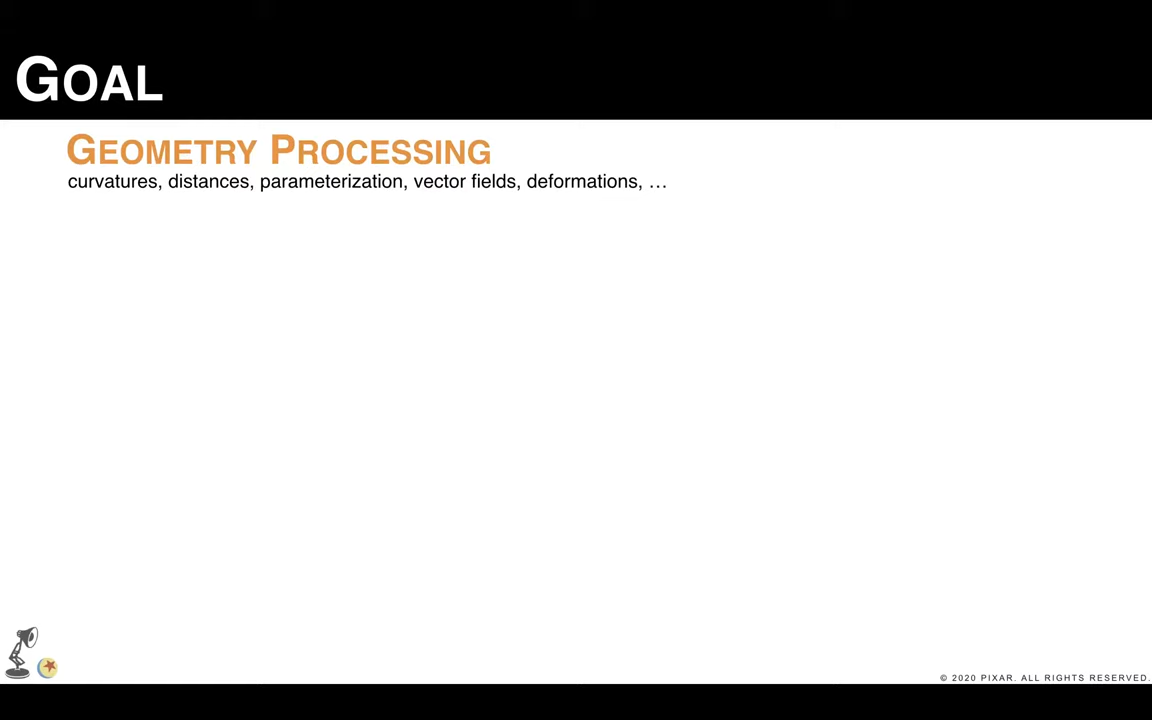 GOAL
GEOMETRY PROCESSING
curvatures, distances, parameterization, vector fields, deformations, …
© 2020 PIXAR. ALL RIGHTS RESERVED.